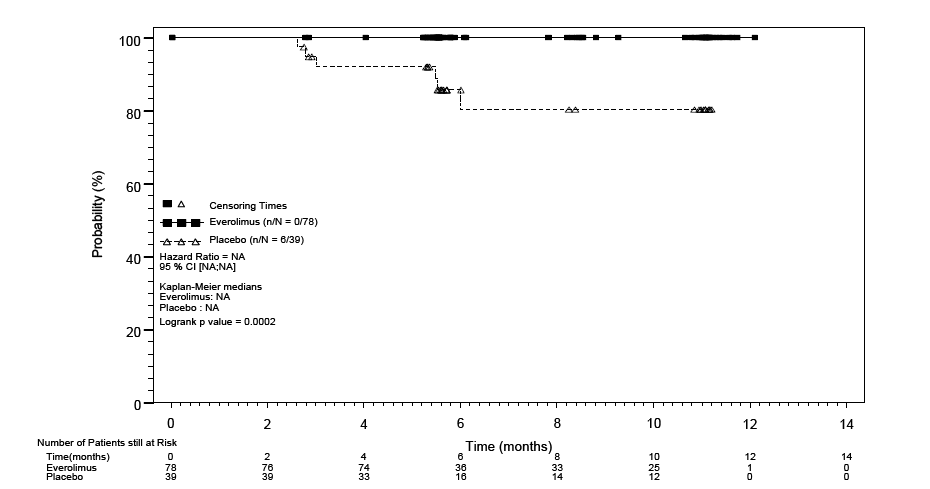 100
80
60
40
20
0
Probability (%)
Censoring Times
Everolimus (n/N = 0/78)
Placebo (n/N = 6/39)
Hazard Ratio = NA
95 % CI [NA;NA]
Kaplan-Meier medians
Everolimus: NA
Placebo : NA
Logrank p value = 0.0002
0 2 4 6 8 10 12 14
Time (months)
Number of Patients still at Risk
Time(months) 0 2 4 6 8 10 12 14
Everolimus 78 76 74 36 33 25 1 0
Placebo 39 39 33 16 14 12 0 0